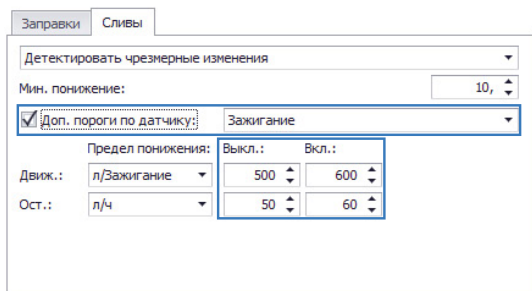 Заправки Сливы
Детектировать чрезмерные изменения
Мин. понижение: 10,
Доп. пороги по датчику: Зажигание
Предел понижения: Выкл.: Вкл.:
Движ.: л/Зажигание 500 600
Ост.: л/ч 50 60